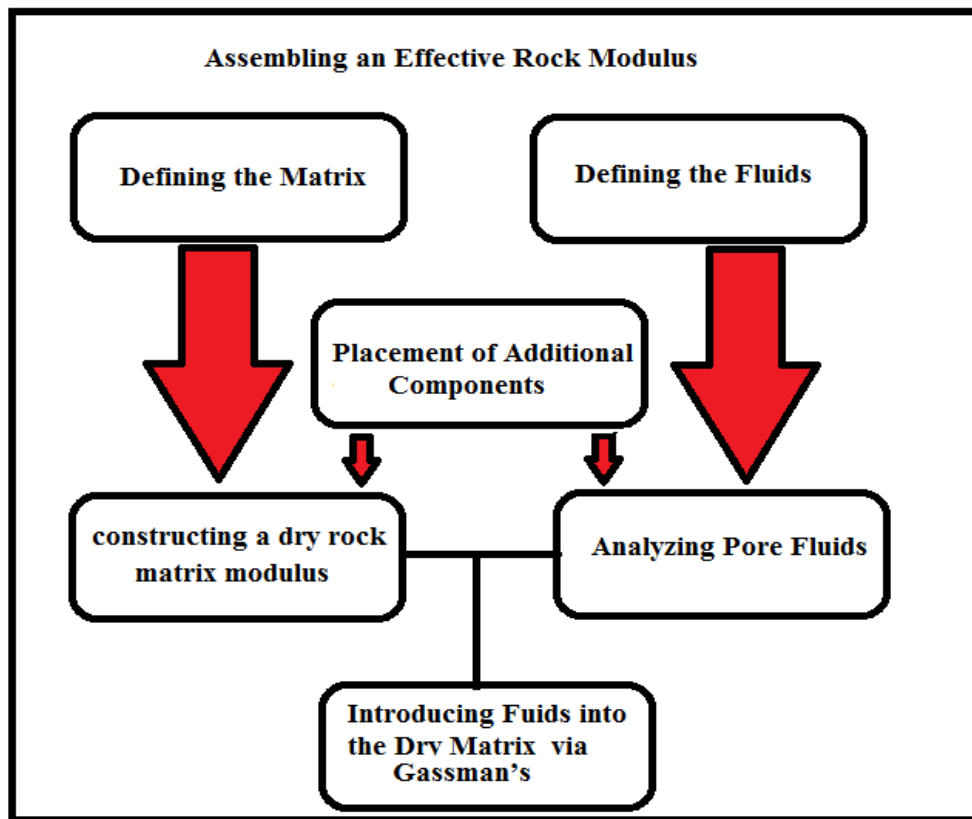 Assembling an Effective Rock Modulus
Defining the Matrix
Defining the Fluids
Placement of Additional
Components
constructing a dry rock
matrix modulus
Analyzing Pore Fluids
Introducing Fuids into
the Dry Matrix via
Gassman's